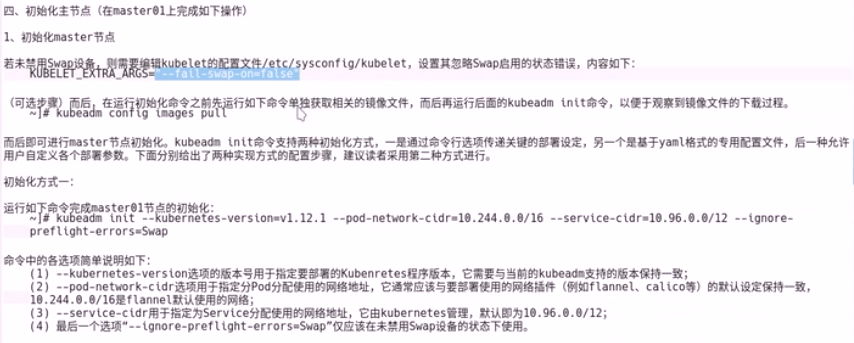 四、初始化主节点（在master01上完成如下操作）
1、初始化master节点
若未禁用Swap设备，则需要编辑kubelet的配置文件/etc/sysconfig/kubelet，设置其忽略Swap启用的状态错误，内容如下：
KUBELET_EXTRA_ARGS="--fail-swap-on=false"
（可选步骤）而后，在运行初始化命令之前先运行如下命令单独获取相关的镜像文件，而后再运行后面的kubeadm init命令，以便于观察到镜像文件的下载过程。
~]# kubeadm config images pull
而后即可进行master节点初始化。kubeadm init命令支持两种初始化方式，一是通过命令行选项传递关键的部署设定，另一个是基于yaml格式的专用配置文件，后一种允许
用户自定义各个部署参数。下面分别给出了两种实现方式的配置步骤，建议读者采用第二种方式进行。
初始化方式一：
运行如下命令完成master01节点的初始化：
~]# kubeadm init --kubernetes-version=v1.12.1 --pod-network-cidr=10.244.0.0/16 --service-cidr=10.96.0.0/12 --ignore-
preflight-errors=Swap
命令中的各选项简单说明如下：
(1) --kubernetes-version选项的版本号用于指定要部署的Kubenretes程序版本，它需要与当前的kubeadm支持的版本保持一致；
(2) --pod-network-cidr选项用于指定分Pod分配使用的网络地址，它通常应该与要部署使用的网络插件（例如flannel、calico等）的默认设定保持一致，
10.244.0.0/16是flannel默认使用的网络；
(3) --service-cidr用于指定为Service分配使用的网络地址，它由kubernetes管理，默认即为10.96.0.0/12；
(4) 最后一个选项“--ignore-preflight-errors=Swap”仅应该在未禁用Swap设备的状态下使用。